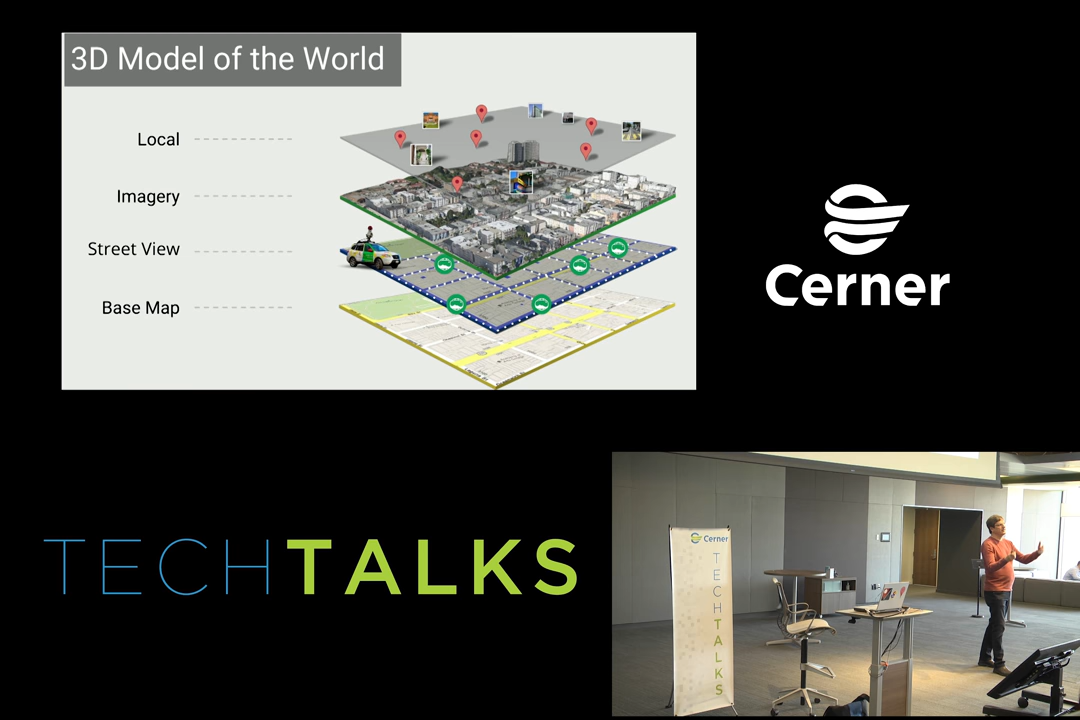 3D Model of the World
Local
Imagery
Street View
Base Map
Cerner
TECHTALKS
Cerner
TECHTALKS